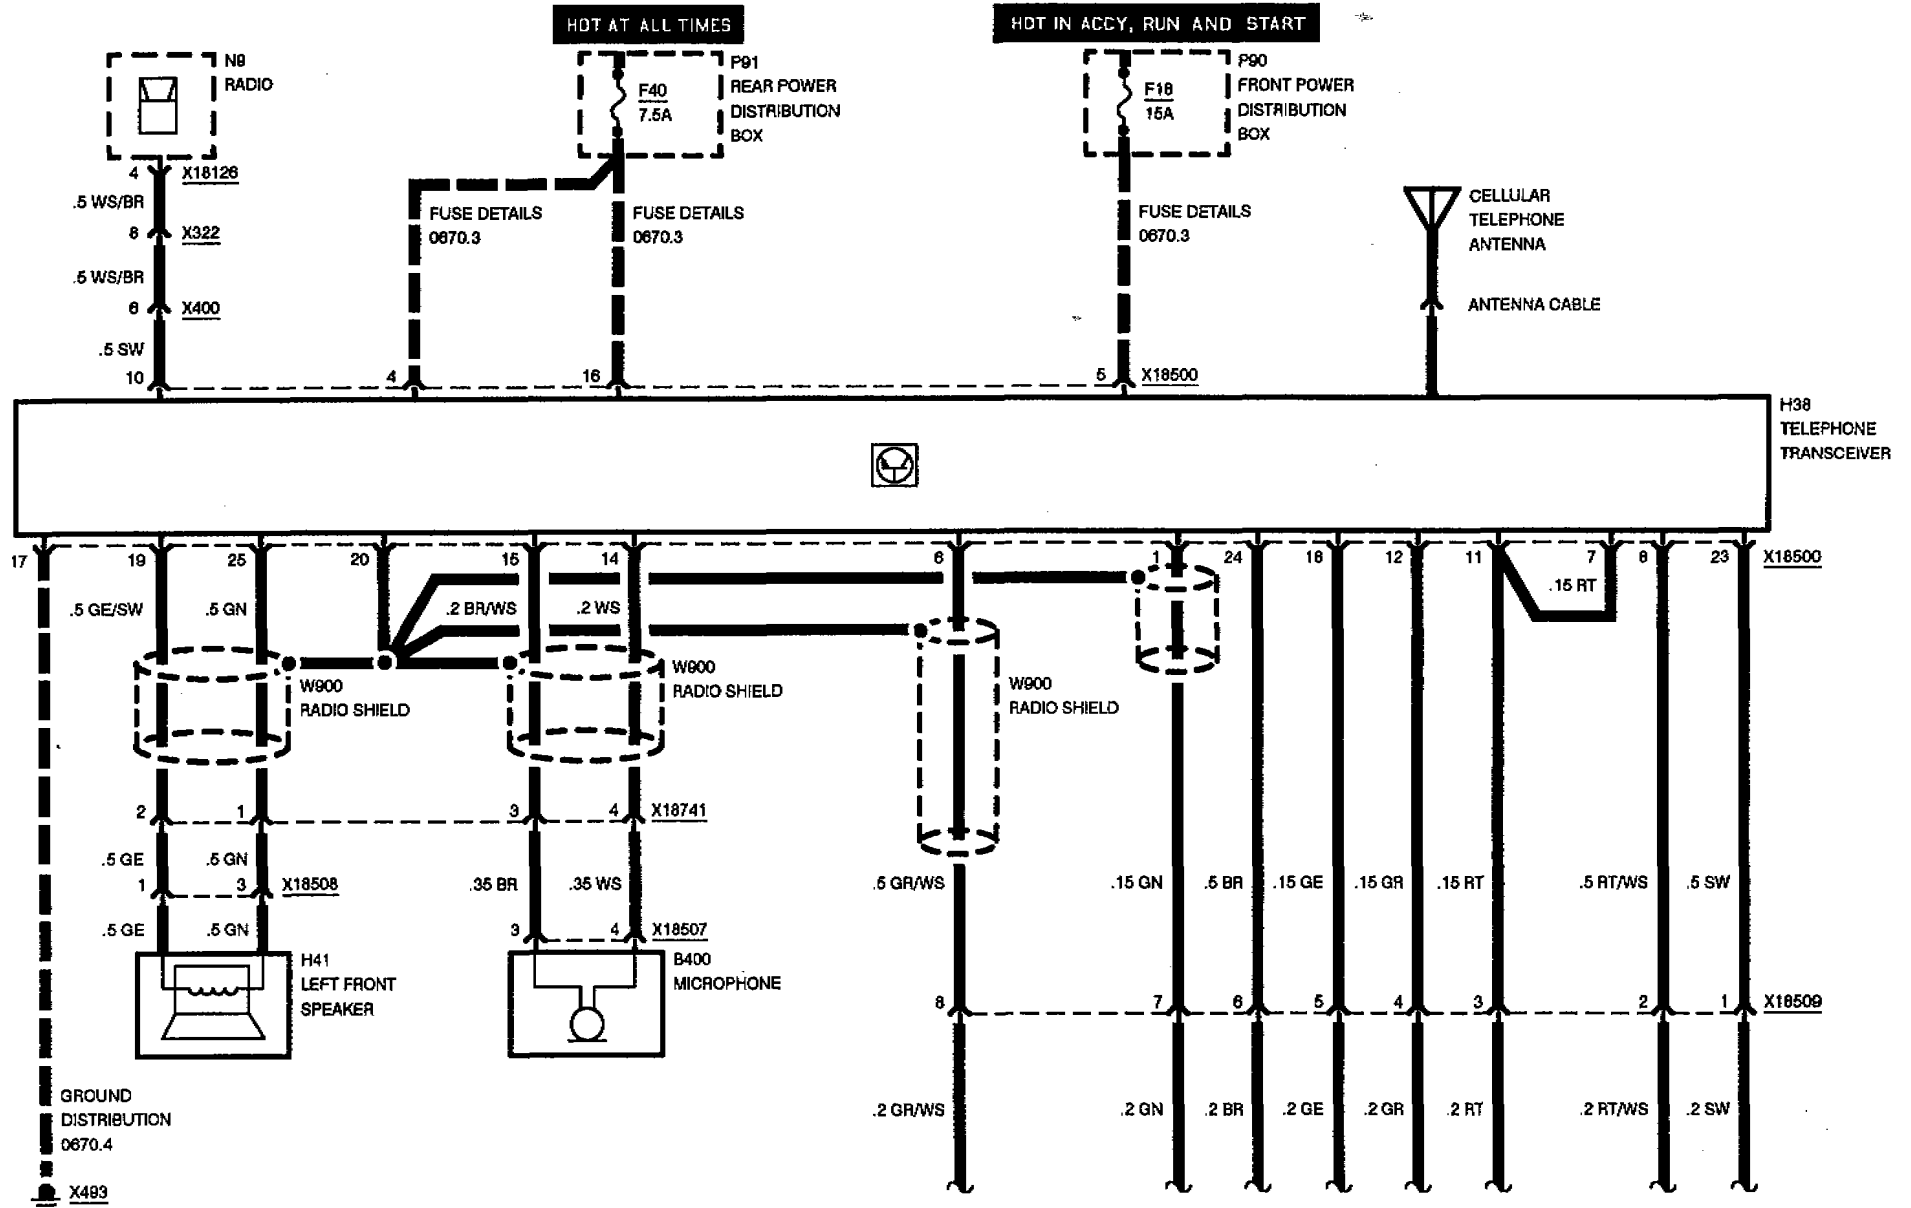 HOT AT ALL TIMES
HOT IN ACCY, RUN AND START
N9
RADIO
F40
7.5A
P91
REAR POWER
DISTRIBUTION
BOX
F18
15A
P90
FRONT POWER
DISTRIBUTION
BOX
4
X18126
.5 WS/BR
8
X322
.5 WS/BR
6
X400
.5 SW
10
FUSE DETAILS
0670.3
FUSE DETAILS
0670.3
FUSE DETAILS
0670.3
CELLULAR
TELEPHONE
ANTENNA
ANTENNA CABLE
4
16
5
X18500
H38
TELEPHONE
TRANSCEIVER
17
19
25
20
15
14
6
1
24
18
12
11
7
8
23
X18500
.5 GE/SW
.5 GN
.2 BR/WS
.2 WS
.15 RT
W900
RADIO SHIELD
W900
RADIO SHIELD
W900
RADIO SHIELD
2
1
3
4
X18741
.5 GE
.5 GN
1
3
X18508
.35 BR
.35 WS
.5 GR/WS
.15 GN
.5 BR
.15 GE
.15 GR
.15 RT
.5 RT/WS
.5 SW
.5 GE
.5 GN
3
4
X18507
H41
LEFT FRONT
SPEAKER
B400
MICROPHONE
8
7
6
5
4
3
2
1
X18509
GROUND
DISTRIBUTION
0670.4
.2 GR/WS
.2 GN
.2 BR
.2 GE
.2 GR
.2 RT
.2 RT/WS
.2 SW
X493